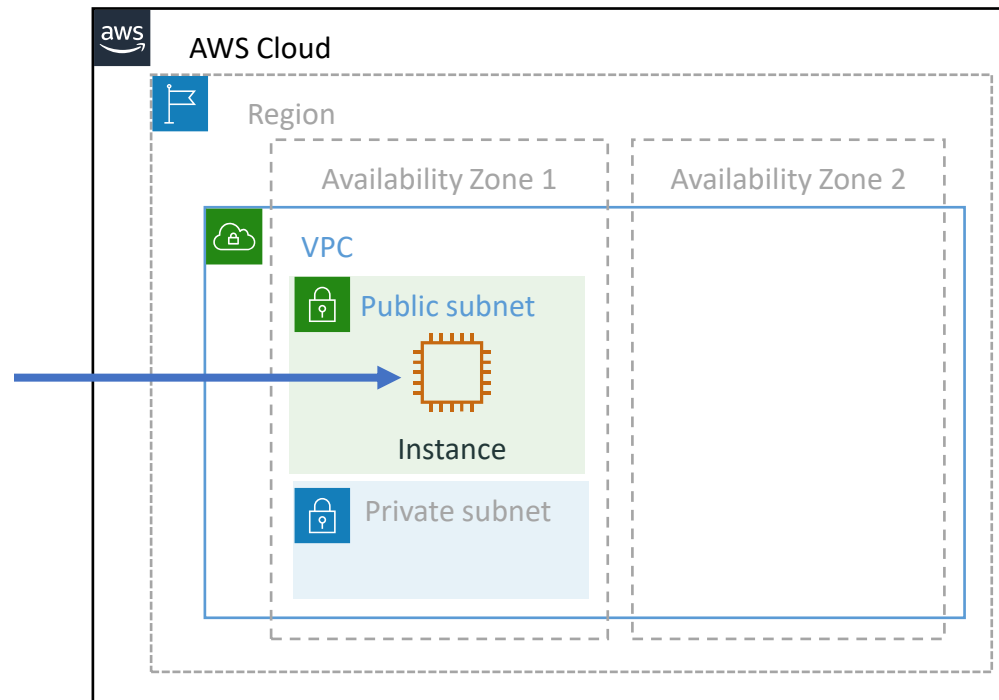 aws
AWS Cloud
Region
Availability Zone 1
Availability Zone 2
VPC
Public subnet
Instance
Private subnet